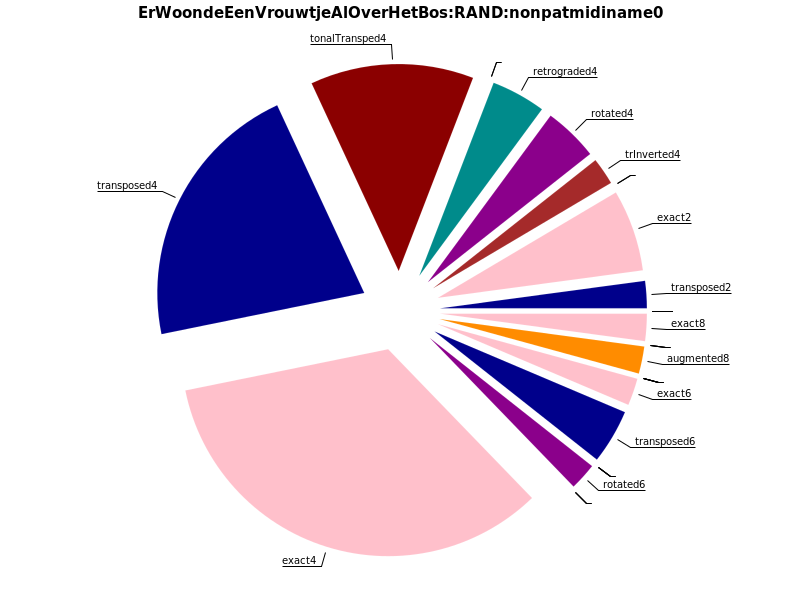 ErWoondeEenVrouwtjeAlOverHetBos:RAND:nonpatmidiname0
tonalTransped4
retrograded4
rotated4
trInverted4
transposed4
exact2
transposed2
exact8
augmented8
exact6
transposed6
rotated6
exact4